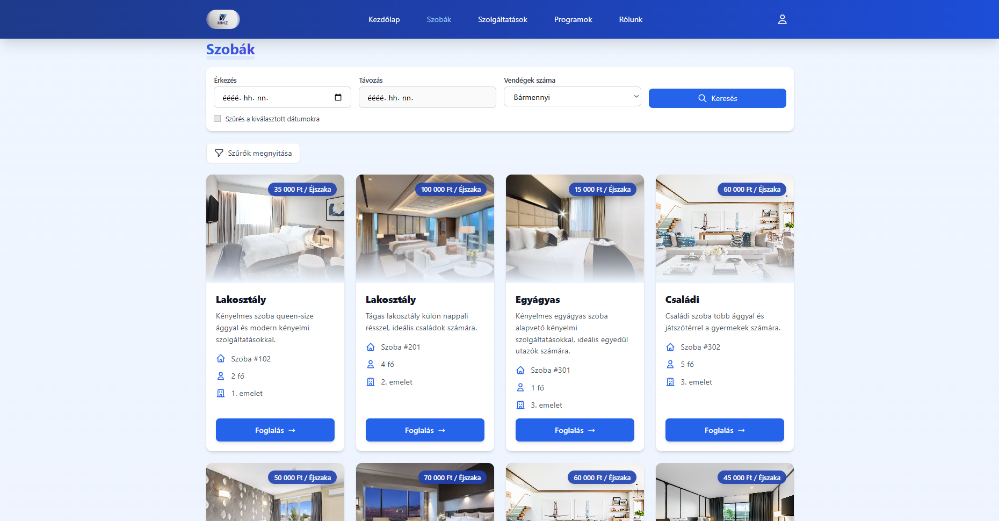 HMZ
Kezdőlap
Szobák
Szolgáltatások
Programok
Rólunk
Szobák
Érkezés
Távozás
Vendégek száma
éééé. hh. nn.
éééé. hh. nn.
Bármennyi
Keresés
Szűrés a kiválasztott dátumokra
Szűrők megnyitása
35 000 Ft / Éjszaka
Lakosztály
Kényelmes szoba queen-size
ággyal és modern kényelmi
szolgáltatásokkal.
Szoba #102
2 fő
1. emelet
Foglalás →
100 000 Ft / Éjszaka
Lakosztály
Tágas lakosztály külön nappali
résszel, ideális családok számára.
Szoba #201
4 fő
2. emelet
Foglalás →
15 000 Ft / Éjszaka
Egyágyas
Kényelmes egyágyas szoba
alapvető kényelmi
szolgáltatásokkal, ideális egyedül
utazók számára.
Szoba #301
1 fő
3. emelet
Foglalás →
60 000 Ft / Éjszaka
Családi
Családi szoba több ággyal és
játszótérrel a gyermekek számára.
Szoba #302
5 fő
3. emelet
Foglalás →
50 000 Ft / Éjszaka
70 000 Ft / Éjszaka
60 000 Ft / Éjszaka
45 000 Ft / Éjszaka